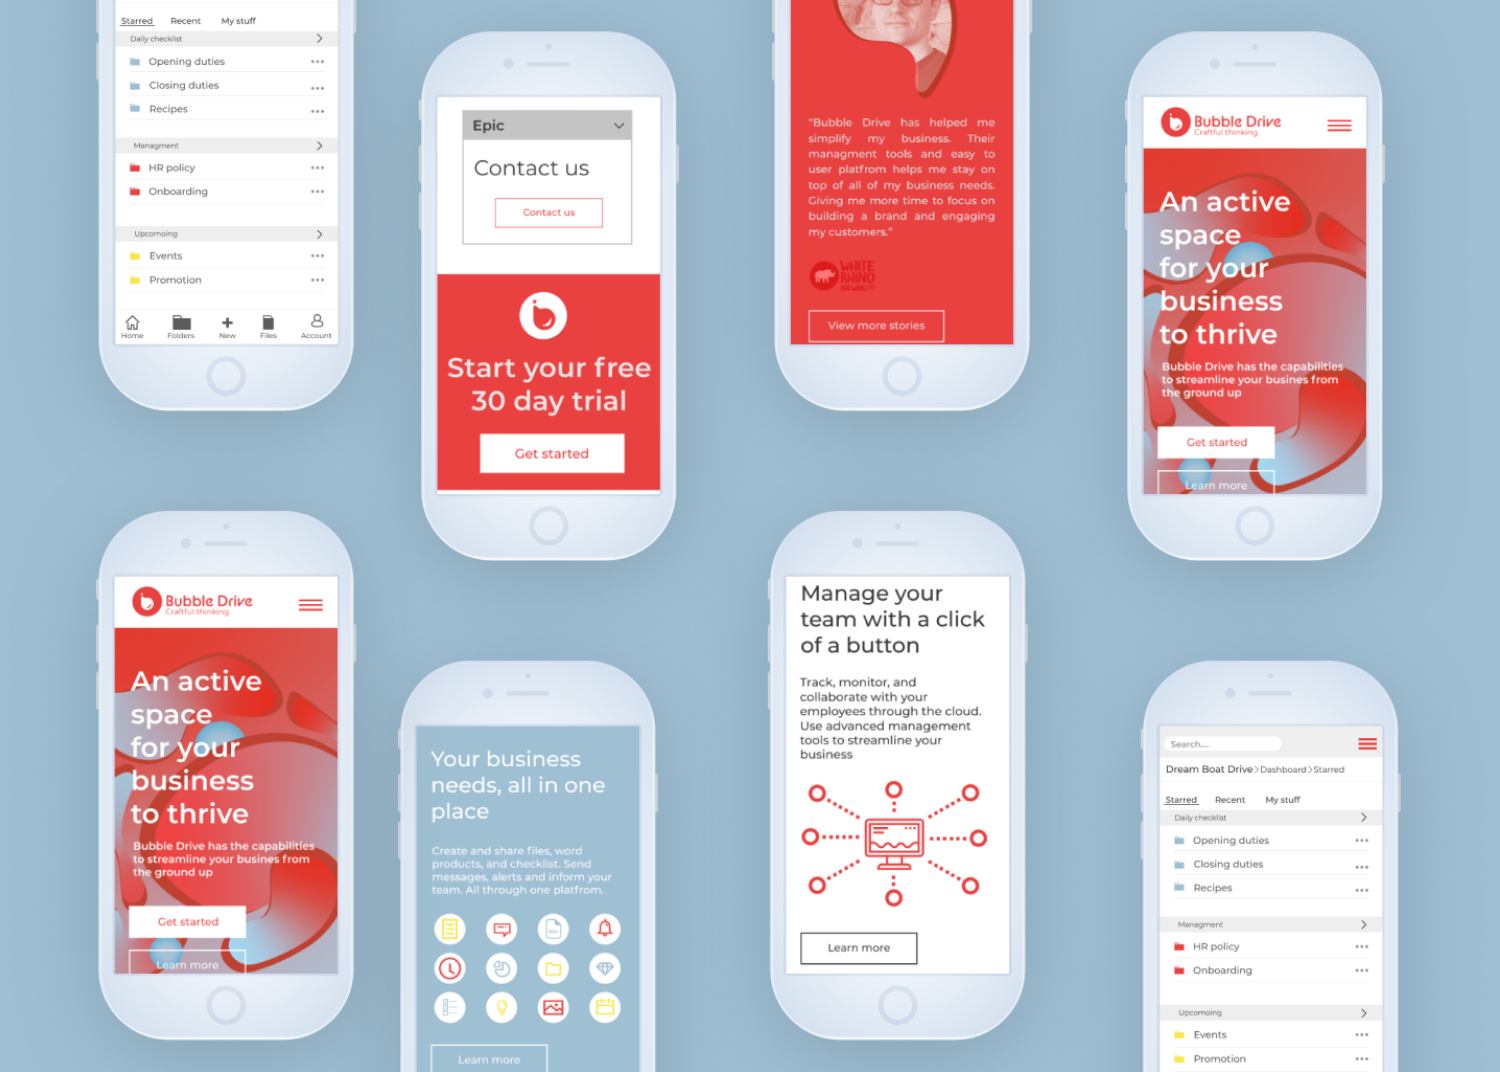 Starred Recent My stuff
Daily checklist
Opening duties
Closing duties
Recipes
Managment
HR policy
Onboarding
Upcomoing
Events
Promotion
Home Folders New Files Account
Epic
Contact us
Contact us
Start your free
30 day trial
Get started
"Bubble Drive has helped me
simplify my business. Their
managment tools and easy to
user platfrom helps me stay on
top of all of my business needs.
Giving me more time to focus on
building a brand and engaging
my customers."
WHITE
RHINO
BREWING CO
View more stories
Bubble Drive
Craftful thinking.
An active
space
for your
business
to thrive
Bubble Drive has the capabilities
to streamline your busines from
the ground up
Get started
Learn more
Bubble Drive
Craftful thinking.
An active
space
for your
business
to thrive
Bubble Drive has the capabilities
to streamline your busines from
the ground up
Get started
Learn more
Your business
needs, all in one
place
Create and share files, word
products, and checklist. Send
messages, alerts and inform your
team. All through one platfrom.
Learn more
Manage your
team with a click
of a button
Track, monitor, and
collaborate with your
employees through the cloud.
Use advanced management
tools to streamline your
business
Learn more
Search....
Dream Boat Drive > Dashboard > Starred
Starred Recent My stuff
Daily checklist
Opening duties
Closing duties
Recipes
Managment
HR policy
Onboarding
Upcomoing
Events
Promotion